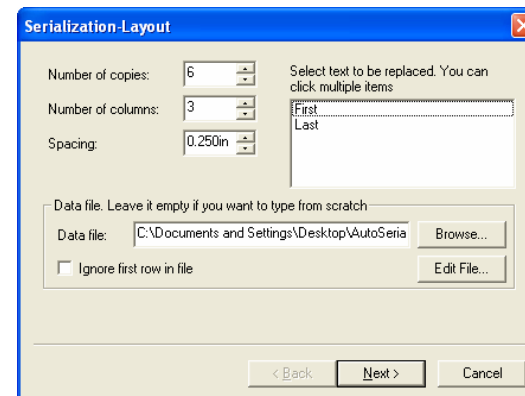 Serialization-Layout
Number of copies: 6
Number of columns: 3
Spacing: 0.250in
Select text to be replaced. You can
click multiple items
First
Last
Data file. Leave it empty if you want to type from scratch
Data file: C:\Documents and Settings\Desktop\AutoSeria Browse...
Ignore first row in file Edit File...
< Back Next > Cancel